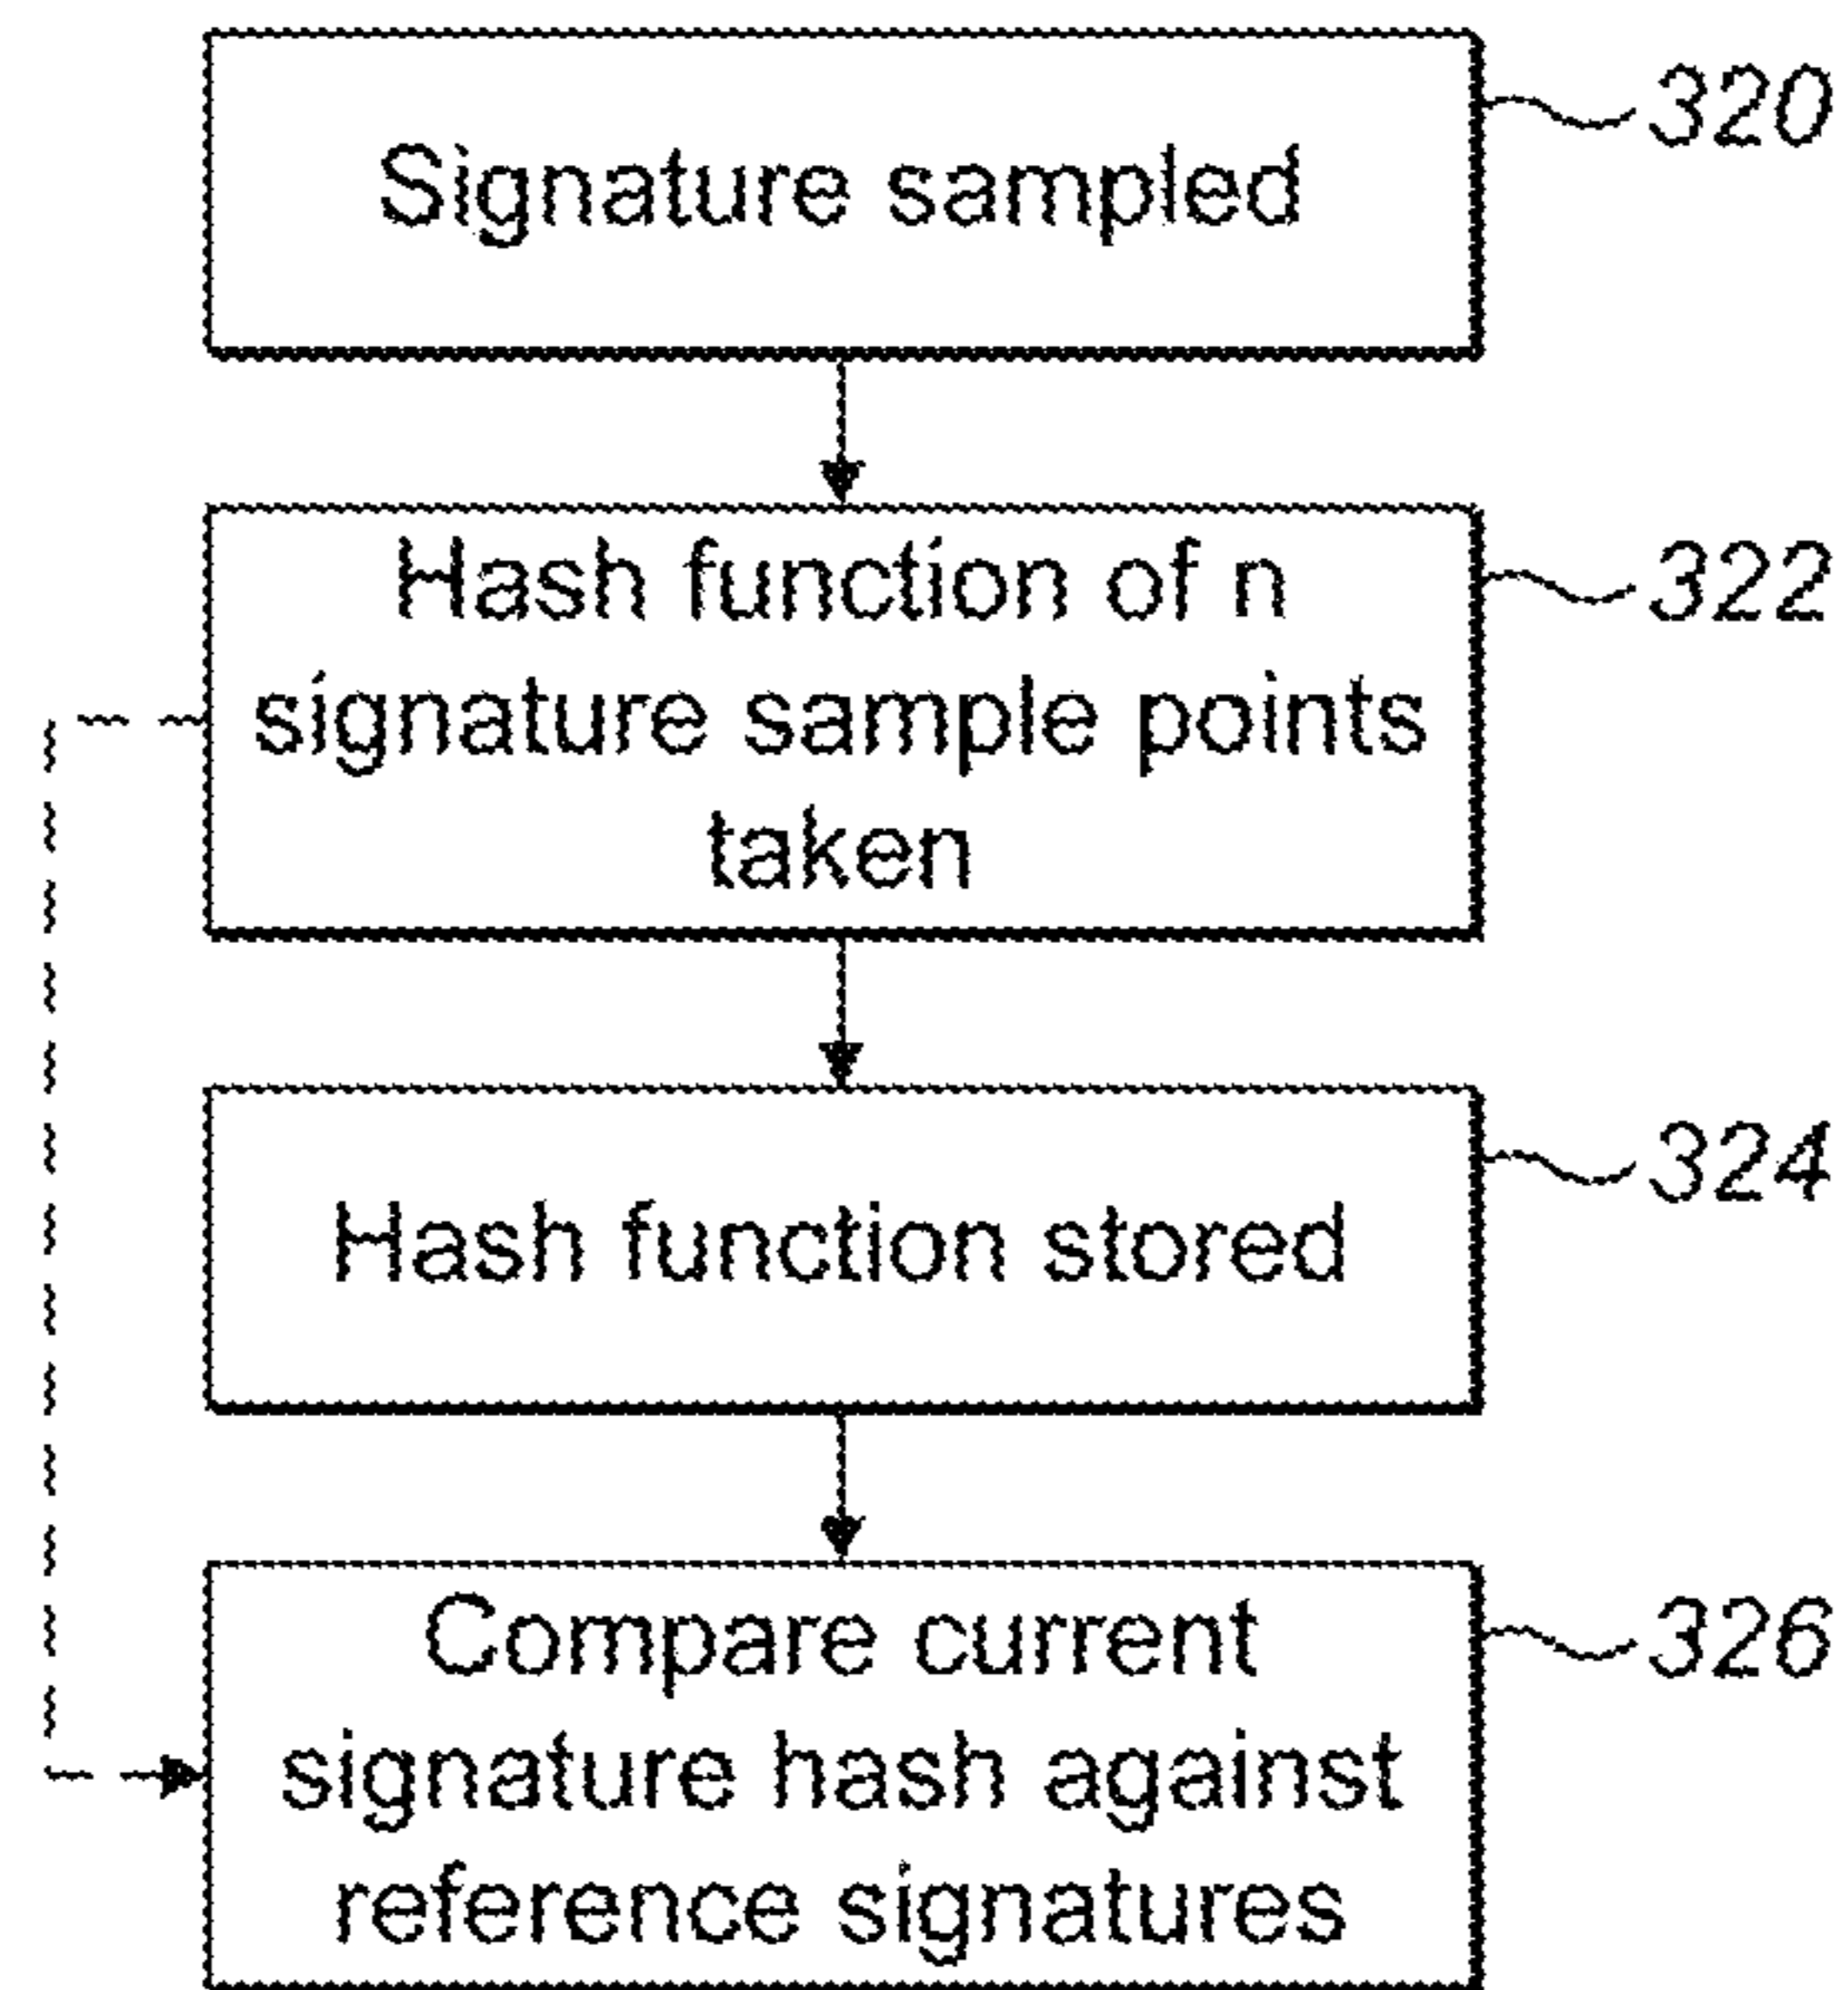 Signature sampled
320
Hash function of n
signature sample points
taken
322
Hash function stored
324
Compare current
signature hash against
reference signatures
326